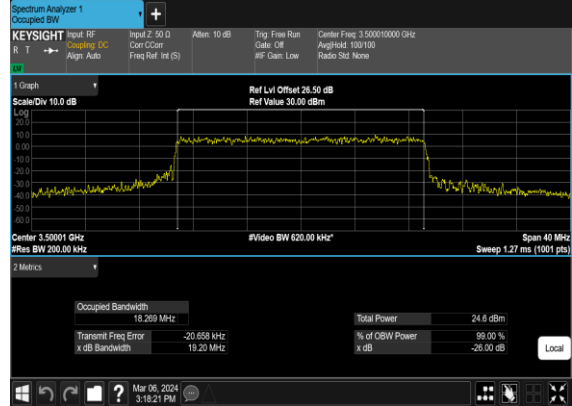 Spectrum Analyzer 1
Occupied BW
+
KEYSIGHT
R T
Input: RF
Coupling: DC
Align: Auto
Input Z: 50 Ω
Corr CCorr
Freq Ref: Int (S)
Atten: 10 dB
Trig: Free Run
Gate: Off
#IF Gain: Low
Center Freq: 3.500010000 GHz
Avg|Hold: 100/100
Radio Std: None
1 Graph
Scale/Div 10.0 dB
Ref Lvl Offset 26.50 dB
Ref Value 30.00 dBm
Log
20.0
10.0
0.00
-10.0
-20.0
-30.0
-40.0
-50.0
-60.0
Center 3.50001 GHz
#Res BW 200.00 kHz
#Video BW 620.00 kHz*
Span 40 MHz
Sweep 1.27 ms (1001 pts)
2 Metrics
Occupied Bandwidth
18.269 MHz
Total Power 24.6 dBm
Transmit Freq Error -20.658 kHz
x dB Bandwidth 19.20 MHz
% of OBW Power 99.00 %
x dB -26.00 dB
Local
?
Mar 06, 2024
3:18:21 PM